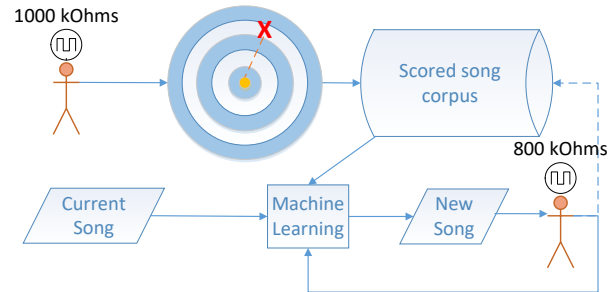 1000 kOhms
X
Scored song
corpus
800 kOhms
Current
Song
Machine
Learning
New
Song